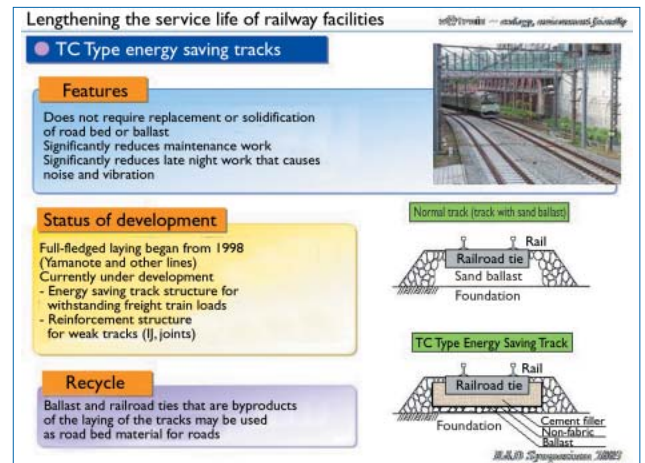 Lengthening the service life of railway facilities
TC Type energy saving tracks
Features
Does not require replacement or solidification
of road bed or ballast
Significantly reduces maintenance work
Significantly reduces late night work that causes
noise and vibration
Status of development
Full-fledged laying began from 1998
(Yamanote and other lines)
Currently under development
- Energy saving track structure for
withstanding freight train loads
- Reinforcement structure
for weak tracks (IJ, joints)
Recycle
Ballast and railroad ties that are byproducts
of the laying of the tracks may be used
as road bed material for roads
Normal track (track with sand ballast)
Rail
Railroad tie
Sand ballast
Foundation
TC Type Energy Saving Track
Rail
Railroad tie
Foundation
Cement filler
Non-fabric
Ballast
R&D Symposium